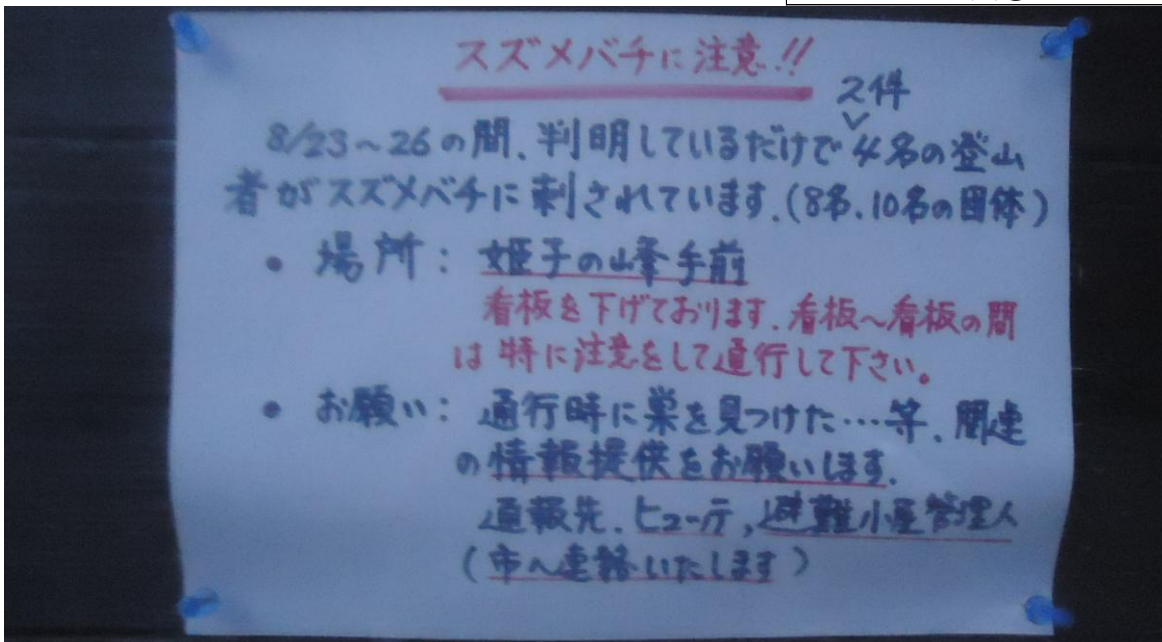 スズメバチに注意!!
2件
8/23~26の間、判明しているだけで4名の登山
者がスズメバチに刺されています.(8名、10名の団体)
• 場所: 姫子の峰手前
看板を下げております. 看板~看板の間
は特に注意をして通行して下さい。
• お願い: 通行時に巣を見つけた…等、関連
の情報提供をお願いします.
通報先. ヒュッテ, 避難小屋管理人
(市へ連絡いたします)